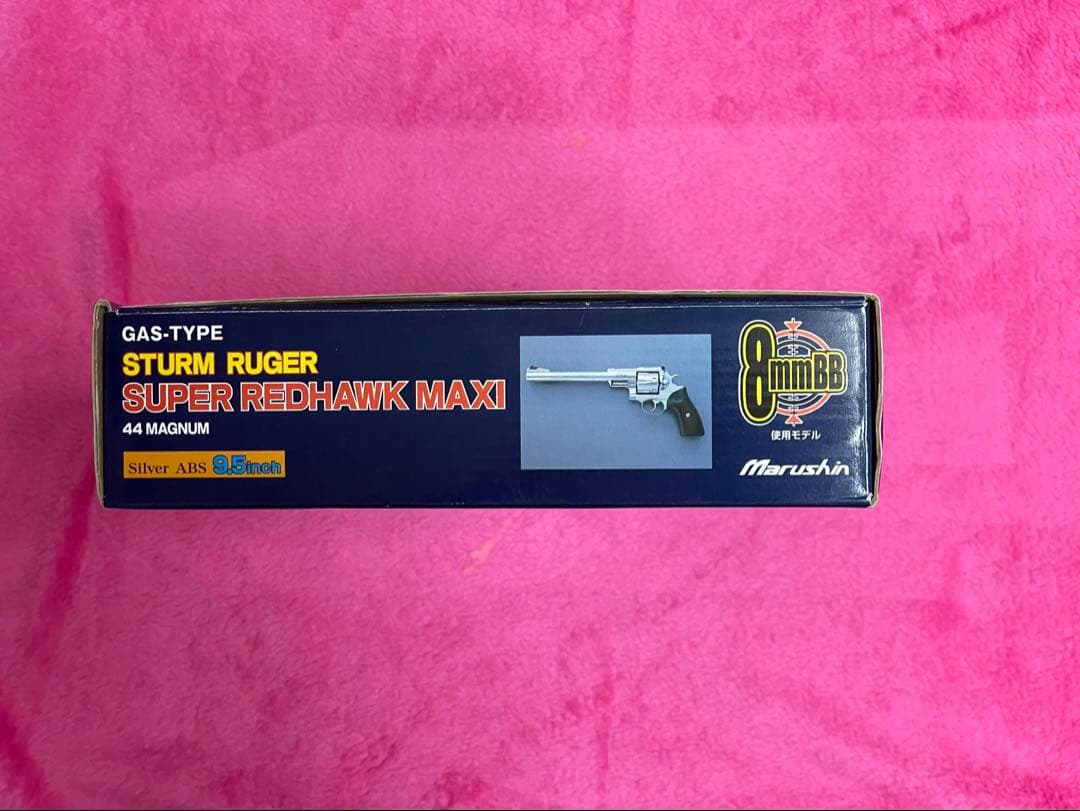 GAS-TYPE
STURM RUGER
SUPER REDHAWK MAXI
44 MAGNUM
Silver ABS 9.5inch
8mmBB
使用モデル
Marushin